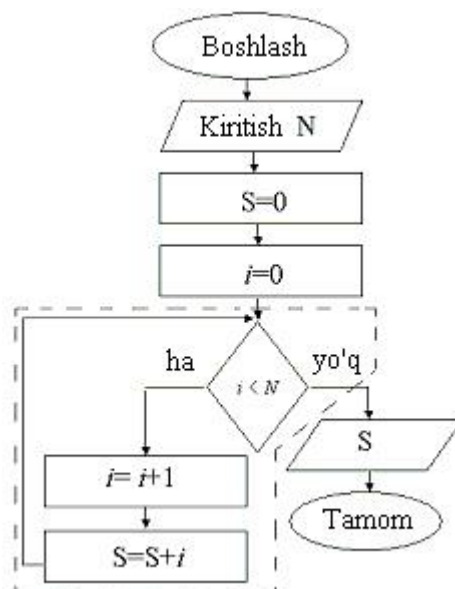 Boshlash
Kiritish N
S=0
i=0
ha
yo'q
i < N
i= i+1
S=S+i
S
Tamom